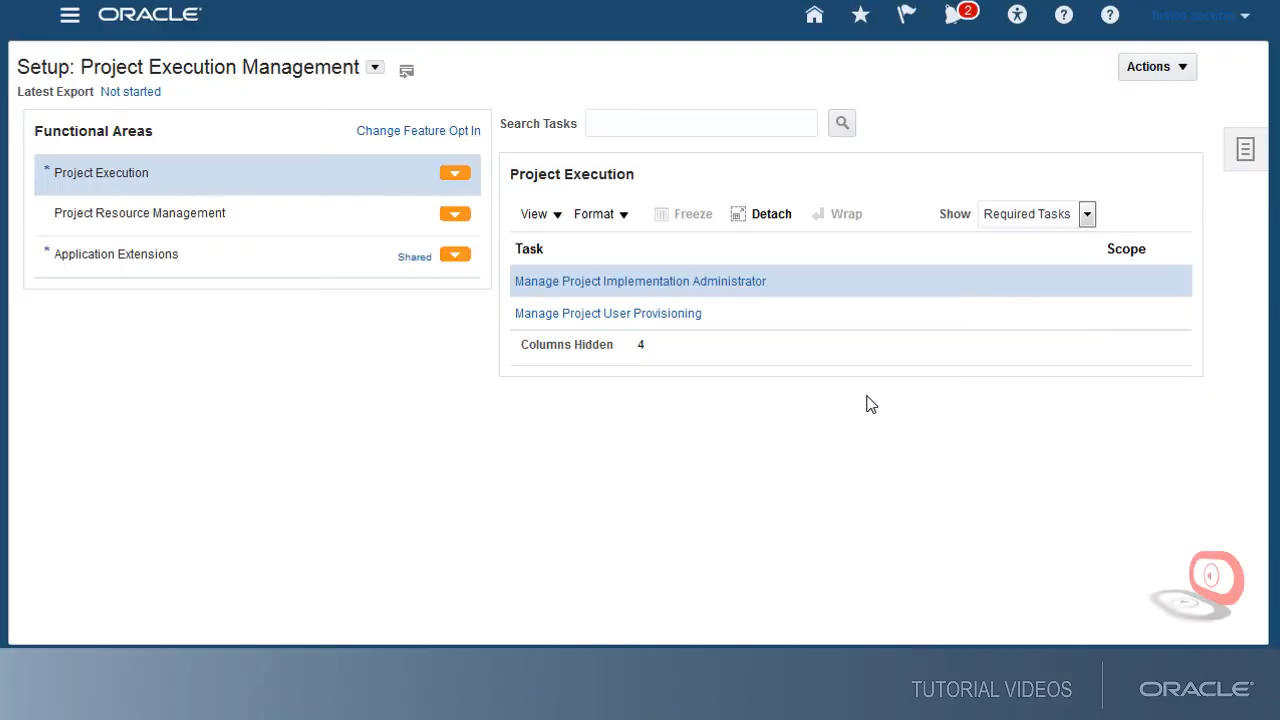 ORACLE
2
Setup: Project Execution Management
Actions
Latest Export Not started
Functional Areas
Change Feature Opt In
* Project Execution
Project Resource Management
* Application Extensions
Shared
Search Tasks
Project Execution
View Format Freeze Detach Wrap Show Required Tasks
Task Scope
Manage Project Implementation Administrator
Manage Project User Provisioning
Columns Hidden 4
TUTORIAL VIDEOS
ORACLE